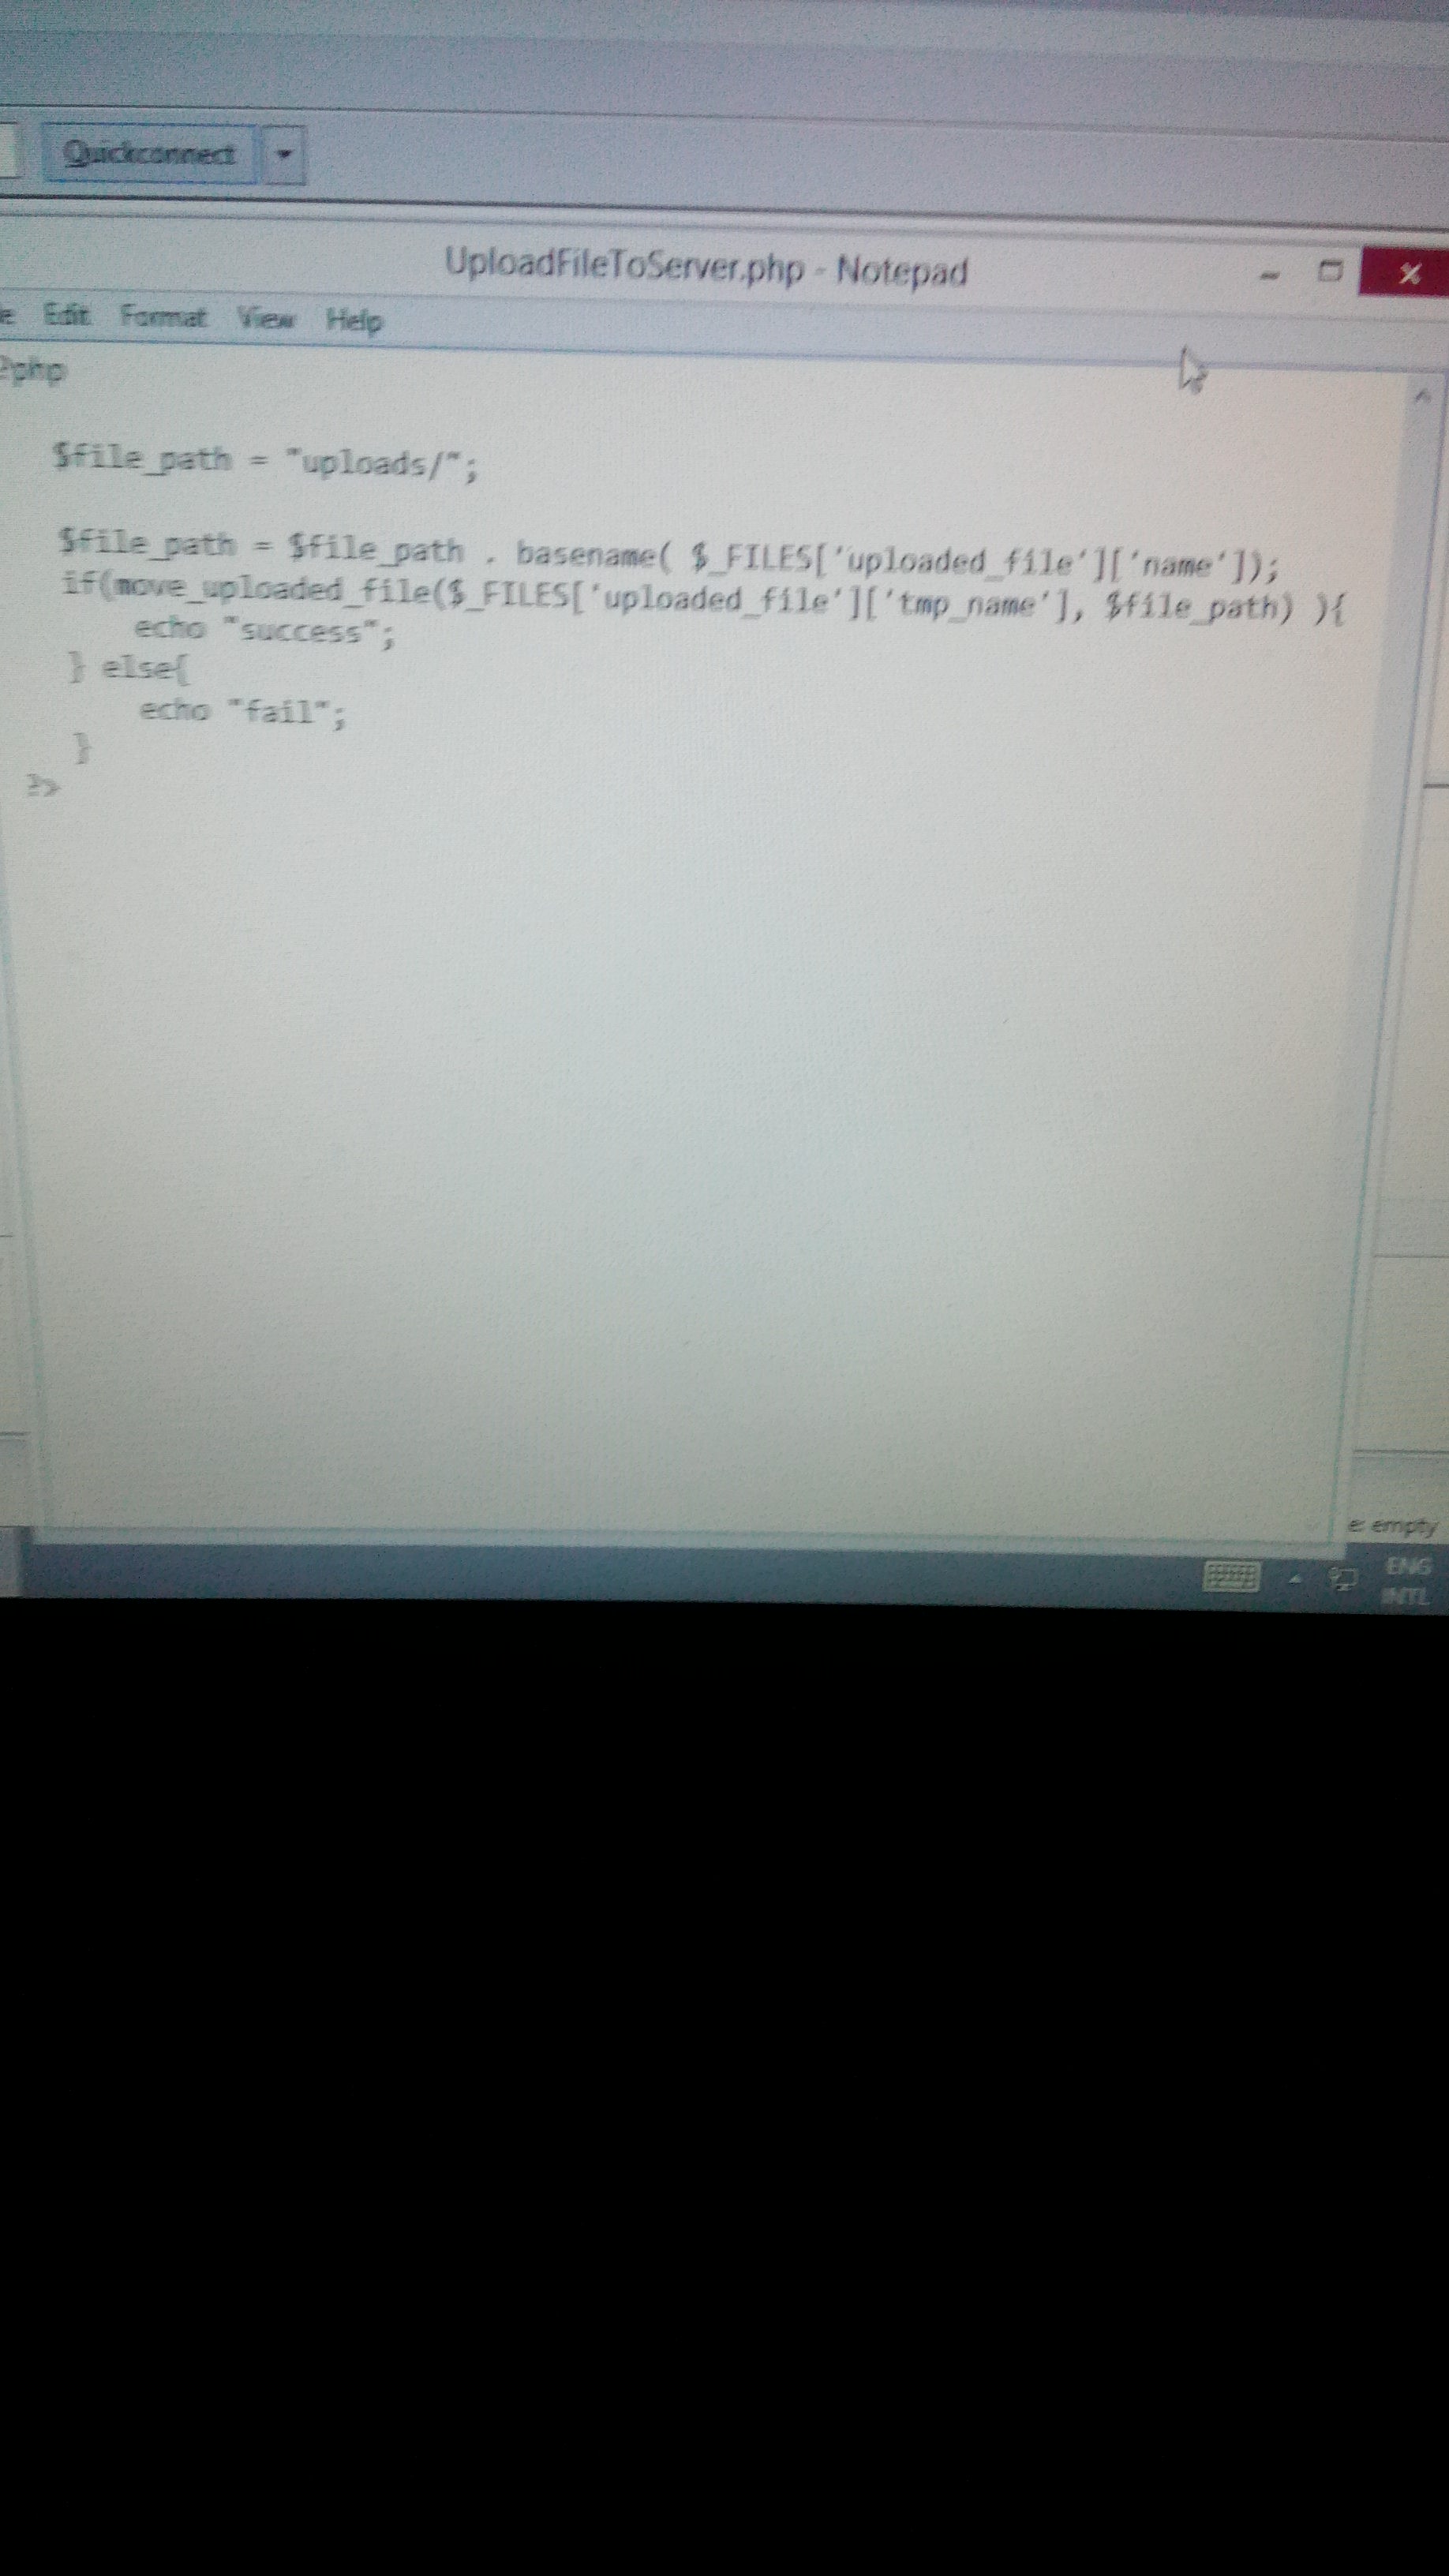 Quickconnect
UploadFileToServer.php - Notepad
e Edit Format View Help
?php
$file_path = "uploads/";
$file_path = $file_path . basename( $_FILES['uploaded_file']['name']);
if(move_uploaded_file($_FILES['uploaded_file']['tmp_name'], $file_path) ){
echo "success";
} else{
echo "fail";
}
?>
e: empty
ENG
INTL